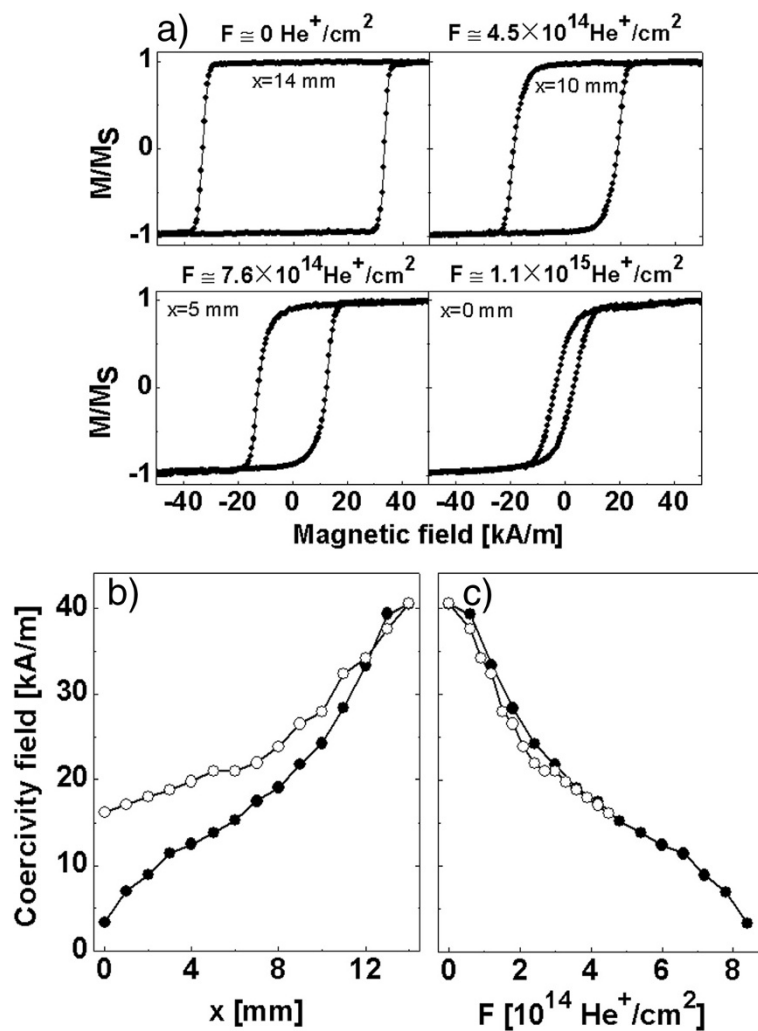 a) F ≅ 0 He⁺/cm² F ≅ 4.5×10¹⁴He⁺/cm²
1
0
-1
M/M_S
x=14 mm
x=10 mm
F ≅ 7.6×10¹⁴He⁺/cm² F ≅ 1.1×10¹⁵He⁺/cm²
1
0
-1
M/M_S
x=5 mm
x=0 mm
-40 -20 0 20 40 -40 -20 0 20 40
Magnetic field [kA/m]
b) c)
40
30
20
10
0
Coercivity field [kA/m]
0 4 8 12 0 2 4 6 8
x [mm] F [10¹⁴ He⁺/cm²]